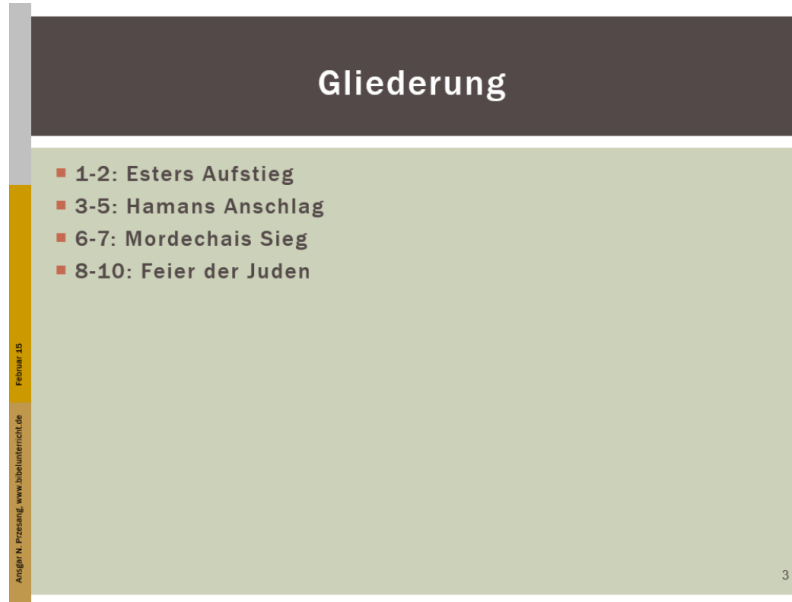 Gliederung
1-2: Esters Aufstieg
3-5: Hamans Anschlag
6-7: Mordechais Sieg
8-10: Feier der Juden
Februar 15
Ansgar N. Przesang, www.bibelunterricht.de
3